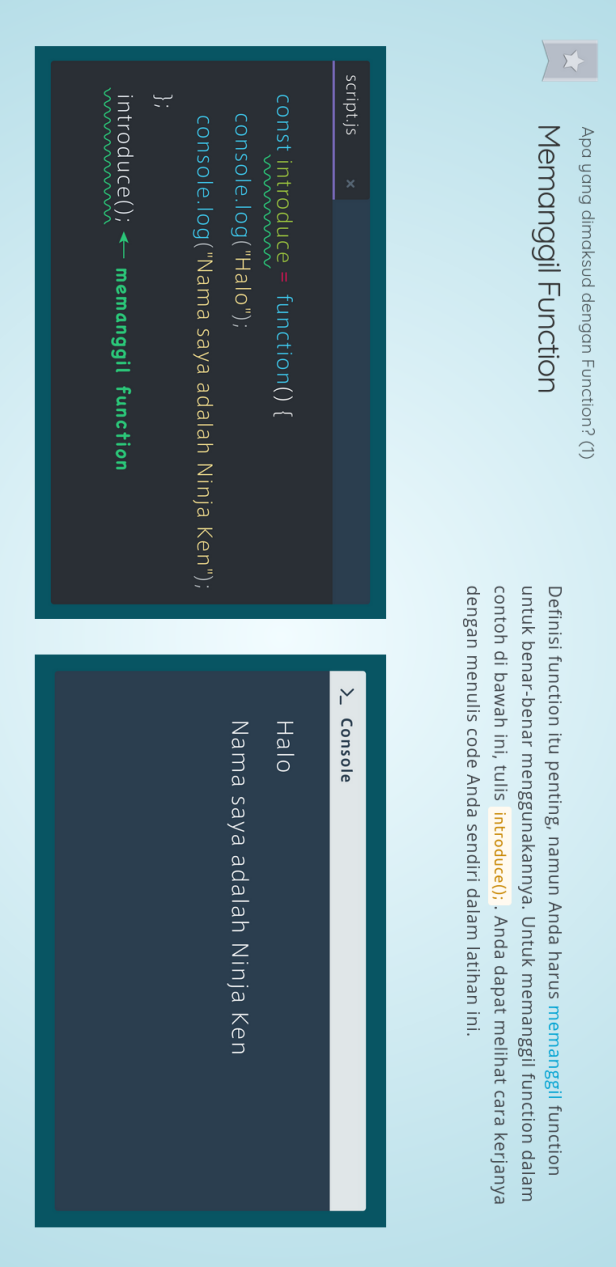 Apa yang dimaksud dengan Function? (1)
Memanggil Function
Definisi function itu penting, namun Anda harus memanggil function
untuk benar-benar menggunakannya. Untuk memanggil function dalam
contoh di bawah ini, tulis introduce(); . Anda dapat melihat cara kerjanya
dengan menulis code Anda sendiri dalam latihan ini.
script.js ×
const introduce = function() {
console.log("Halo");
console.log("Nama saya adalah Ninja Ken");
};
introduce(); ← memanggil function
>_ Console
Halo
Nama saya adalah Ninja Ken